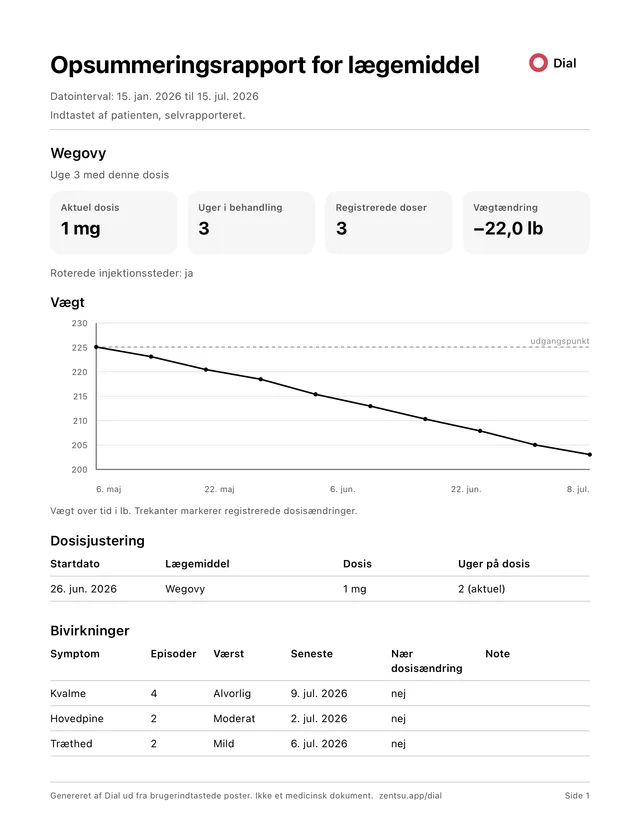 Opsummeringsrapport for lægemiddel
Dial
Datointerval: 15. jan. 2026 til 15. jul. 2026
Indtastet af patienten, selvrapporteret.
Wegovy
Uge 3 med denne dosis
Aktuel dosis
1 mg
Uger i behandling
3
Registrerede doser
3
Vægtændring
−22,0 lb
Roterede injektionssteder: ja
Vægt
230
225
220
215
210
205
200
udgangspunkt
6. maj 22. maj 6. jun. 22. jun. 8. jul.
Vægt over tid i lb. Trekanter markerer registrerede dosisændringer.
Dosisjustering
Startdato Lægemiddel Dosis Uger på dosis
26. jun. 2026 Wegovy 1 mg 2 (aktuel)
Bivirkninger
Symptom Episoder Værst Seneste Nær dosisændring Note
Kvalme 4 Alvorlig 9. jul. 2026 nej
Hovedpine 2 Moderat 2. jul. 2026 nej
Træthed 2 Mild 6. jul. 2026 nej
Genereret af Dial ud fra brugerindtastede poster. Ikke et medicinsk dokument. zentsu.app/dial Side 1